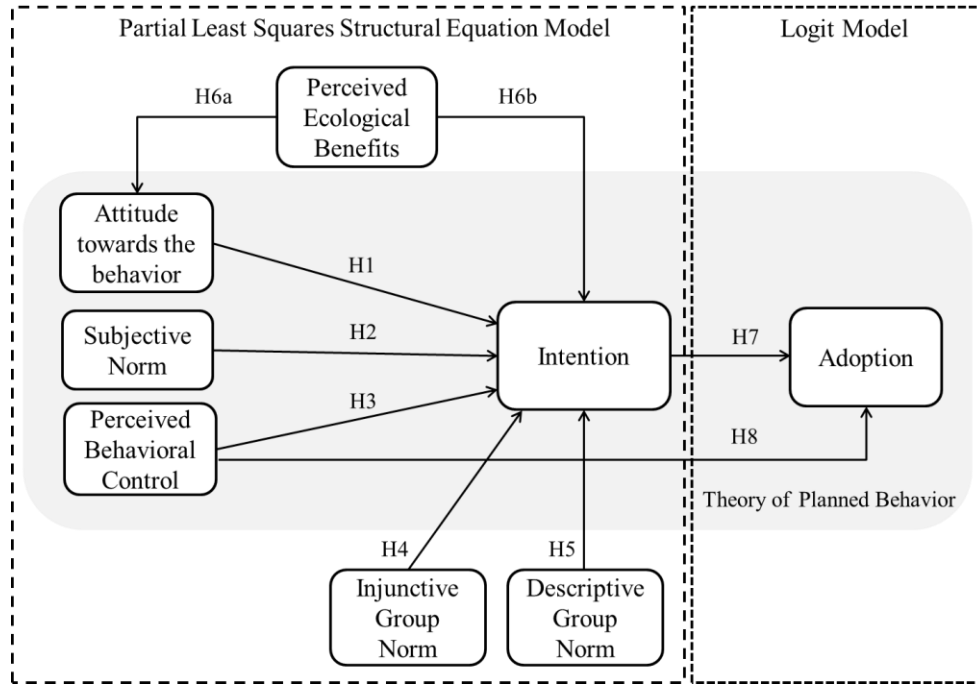 Partial Least Squares Structural Equation Model
Logit Model
H6a
Perceived
Ecological
Benefits
H6b
Attitude
towards the
behavior
H1
Subjective
Norm
H2
Intention
H7
Adoption
Perceived
Behavioral
Control
H3
H8
Theory of Planned Behavior
H4
H5
Injunctive
Group
Norm
Descriptive
Group
Norm